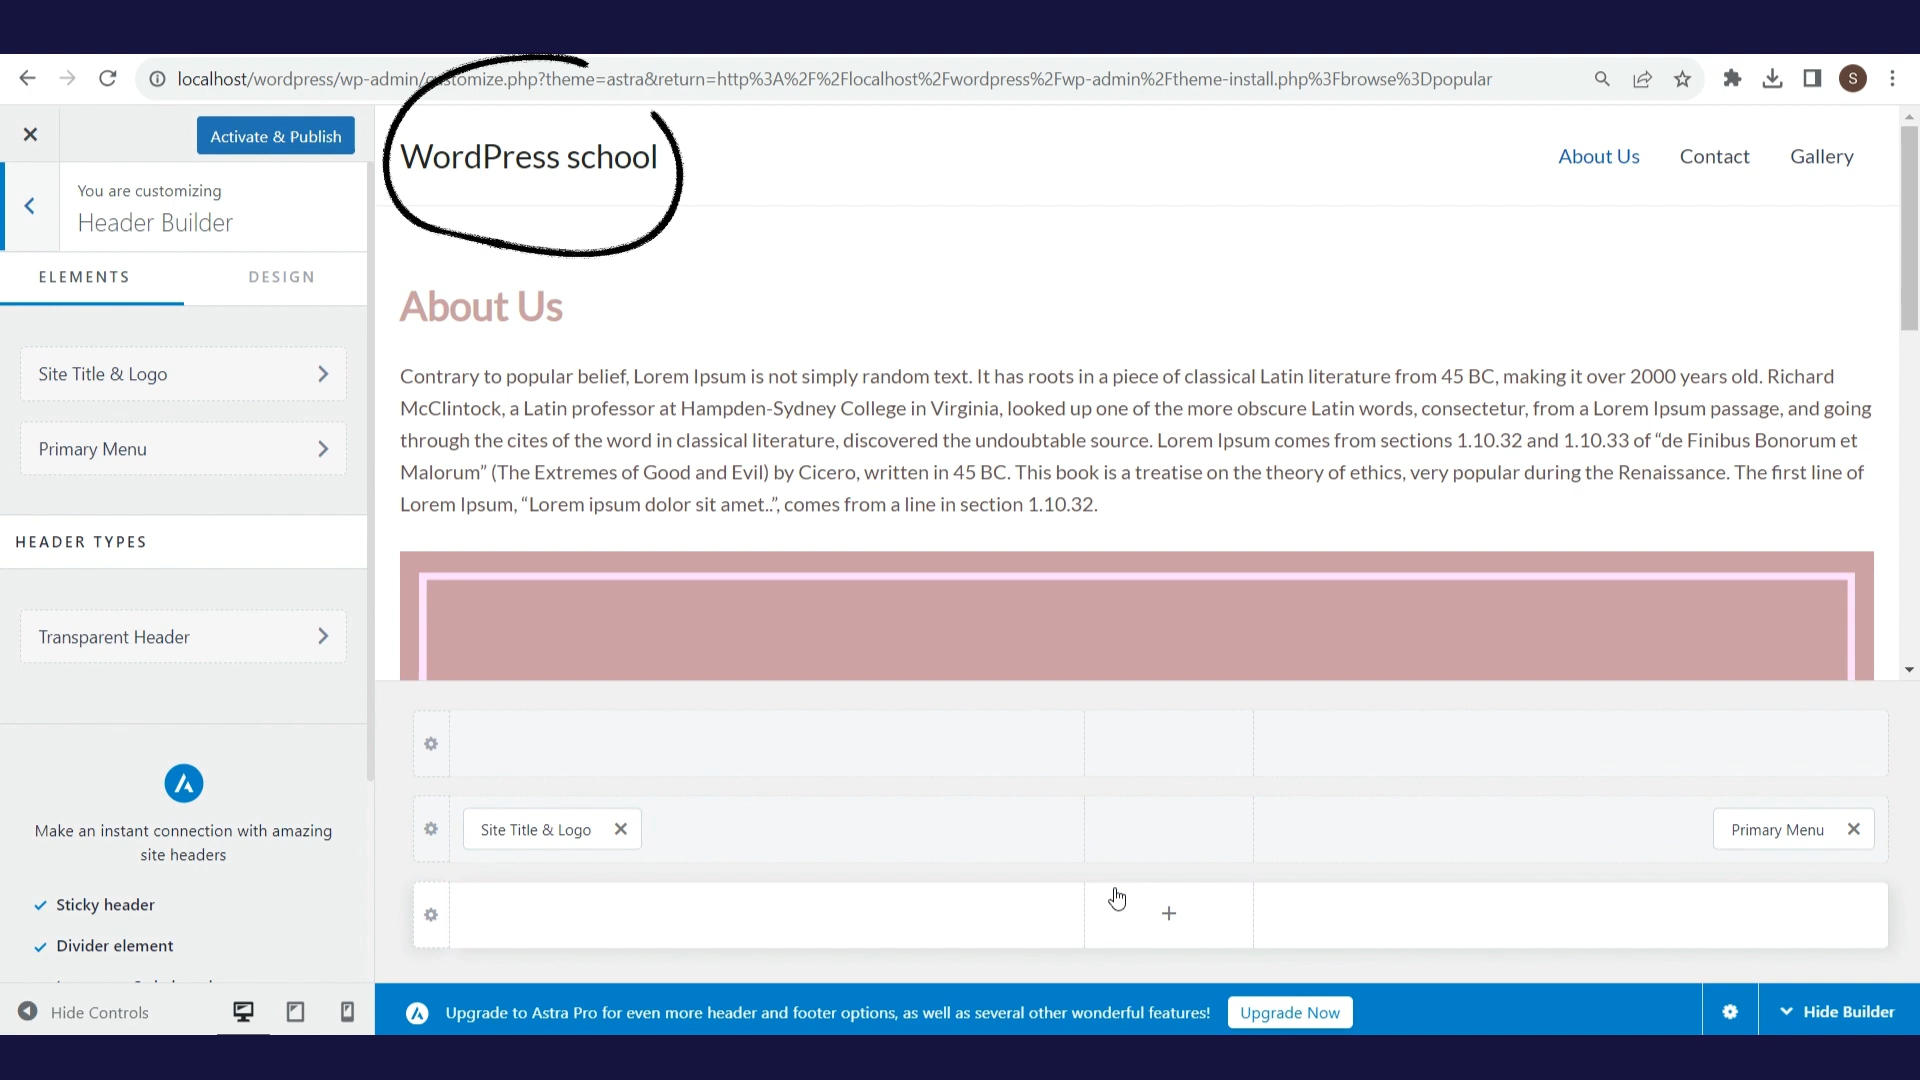 localhost/wordpress/wp-admin/customize.php?theme=astra&return=http%3A%2F%2Flocalhost%2Fwordpress%2Fwp-admin%2Ftheme-install.php%3Fbrowse%3Dpopular
S
Activate & Publish
You are customizing
Header Builder
ELEMENTS
DESIGN
Site Title & Logo
Primary Menu
HEADER TYPES
Transparent Header
Make an instant connection with amazing
site headers
Sticky header
Divider element
Hide Controls
WordPress school
About Us
Contact
Gallery
About Us
Contrary to popular belief, Lorem Ipsum is not simply random text. It has roots in a piece of classical Latin literature from 45 BC, making it over 2000 years old. Richard
McClintock, a Latin professor at Hampden-Sydney College in Virginia, looked up one of the more obscure Latin words, consectetur, from a Lorem Ipsum passage, and going
through the cites of the word in classical literature, discovered the undoubtable source. Lorem Ipsum comes from sections 1.10.32 and 1.10.33 of “de Finibus Bonorum et
Malorum” (The Extremes of Good and Evil) by Cicero, written in 45 BC. This book is a treatise on the theory of ethics, very popular during the Renaissance. The first line of
Lorem Ipsum, “Lorem ipsum dolor sit amet..”, comes from a line in section 1.10.32.
Site Title & Logo
Primary Menu
Upgrade to Astra Pro for even more header and footer options, as well as several other wonderful features!
Upgrade Now
Hide Builder